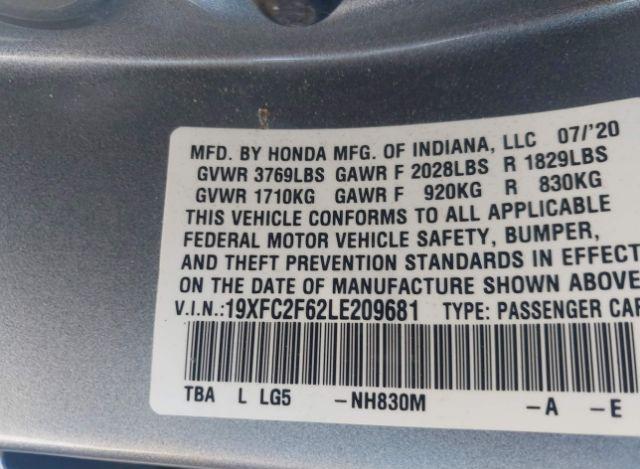 MFD. BY HONDA MFG. OF INDIANA, LLC 07/'20
GVWR 3769LBS GAWR F 2028LBS R 1829LBS
GVWR 1710KG GAWR F 920KG R 830KG
THIS VEHICLE CONFORMS TO ALL APPLICABLE
FEDERAL MOTOR VEHICLE SAFETY, BUMPER,
AND THEFT PREVENTION STANDARDS IN EFFECT
ON THE DATE OF MANUFACTURE SHOWN ABOVE
V.I.N.:19XFC2F62LE209681 TYPE: PASSENGER CAR
TBA L LG5 -NH830M -A -E